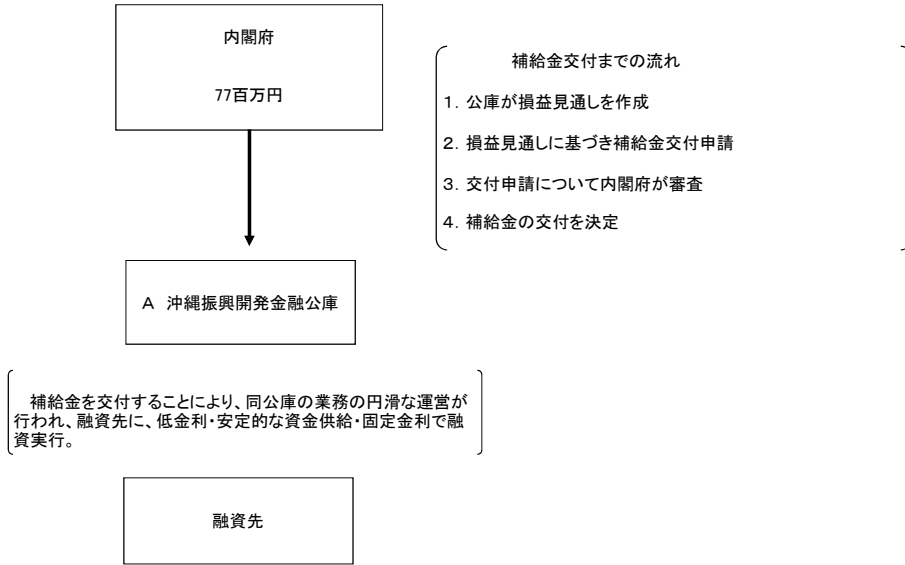 内閣府
77百万円
補給金交付までの流れ
1. 公庫が損益見通しを作成
2. 損益見通しに基づき補給金交付申請
3. 交付申請について内閣府が審査
4. 補給金の交付を決定
A 沖縄振興開発金融公庫
補給金を交付することにより、同公庫の業務の円滑な運営が
行われ、融資先に、低金利・安定的な資金供給・固定金利で融
資実行。
融資先